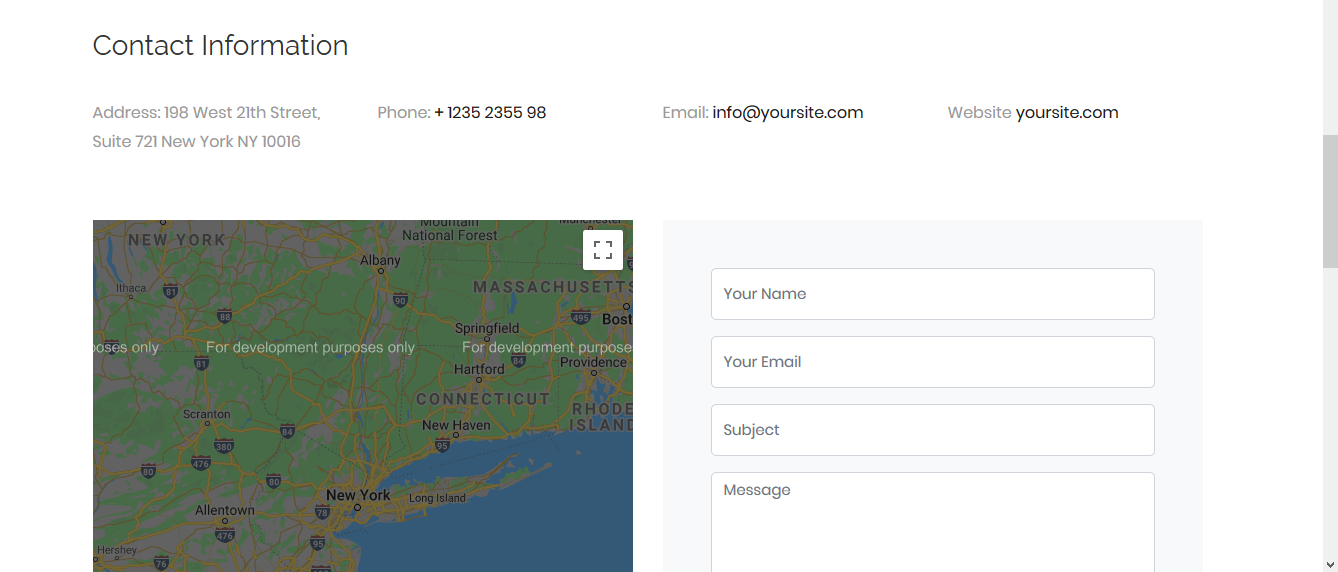 Contact Information
Address: 198 West 21th Street,
Suite 721 New York NY 10016
Phone: + 1235 2355 98
Email: info@yoursite.com
Website yoursite.com
Mountain
National Forest
NEW YORK
Albany
Ithaca
81
90
MASSACHUSETTS
88
495
Bost
Springfield
poses only
For development purposes only
For development purpose
81
84
Providence
Hartford
CONNECTICUT
RHODE
ISLAND
Scranton
84
New Haven
95
380
476
80
80
New York
Long Island
Allentown
78
476
95
Hershey
76
Your Name
Your Email
Subject
Message